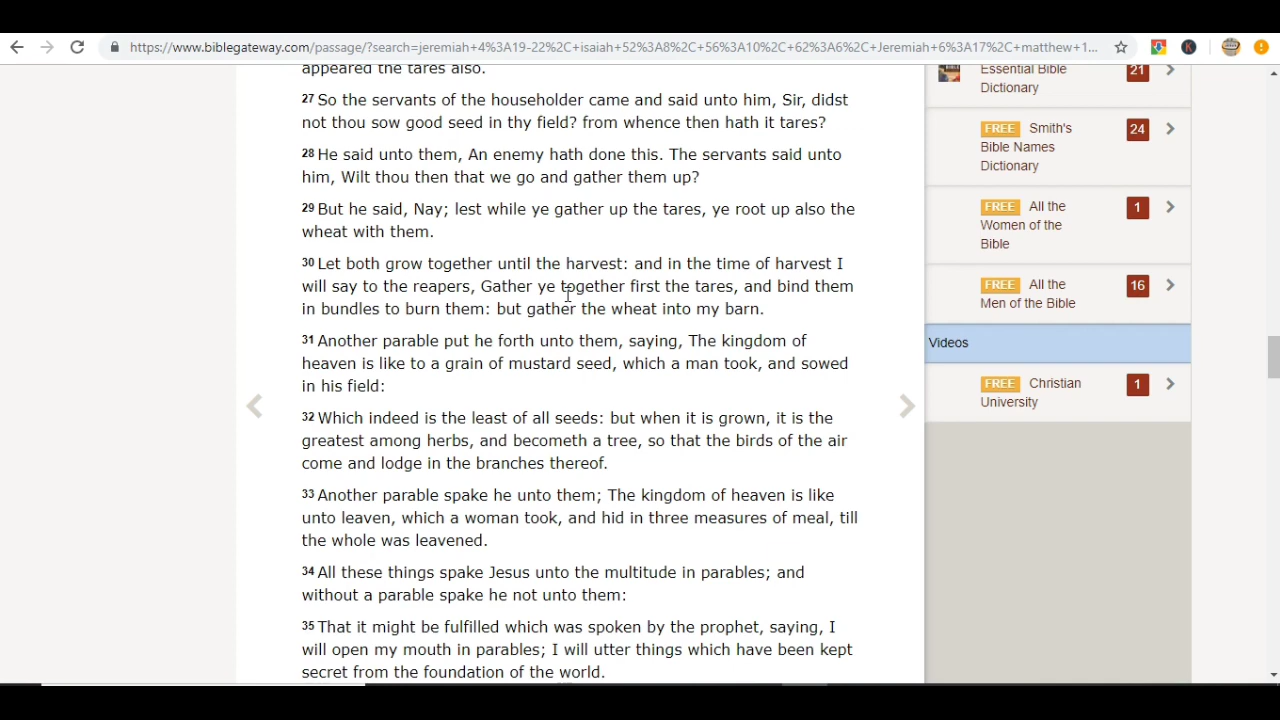 https://www.biblegateway.com/passage/?search=jeremiah+4%3A19-22%2C+isaiah+52%3A8%2C+56%3A10%2C+62%3A6%2C+Jeremiah+6%3A17%2C+matthew+1...
appeared the tares also.
27 So the servants of the householder came and said unto him, Sir, didst
not thou sow good seed in thy field? from whence then hath it tares?
28 He said unto them, An enemy hath done this. The servants said unto
him, Wilt thou then that we go and gather them up?
29 But he said, Nay; lest while ye gather up the tares, ye root up also the
wheat with them.
30 Let both grow together until the harvest: and in the time of harvest I
will say to the reapers, Gather ye together first the tares, and bind them
in bundles to burn them: but gather the wheat into my barn.
31 Another parable put he forth unto them, saying, The kingdom of
heaven is like to a grain of mustard seed, which a man took, and sowed
in his field:
32 Which indeed is the least of all seeds: but when it is grown, it is the
greatest among herbs, and becometh a tree, so that the birds of the air
come and lodge in the branches thereof.
33 Another parable spake he unto them; The kingdom of heaven is like
unto leaven, which a woman took, and hid in three measures of meal, till
the whole was leavened.
34 All these things spake Jesus unto the multitude in parables; and
without a parable spake he not unto them:
35 That it might be fulfilled which was spoken by the prophet, saying, I
will open my mouth in parables; I will utter things which have been kept
secret from the foundation of the world.
Essential Bible 21
Dictionary
FREE Smith's 24
Bible Names
Dictionary
FREE All the 1
Women of the
Bible
FREE All the 16
Men of the Bible
Videos
FREE Christian 1
University